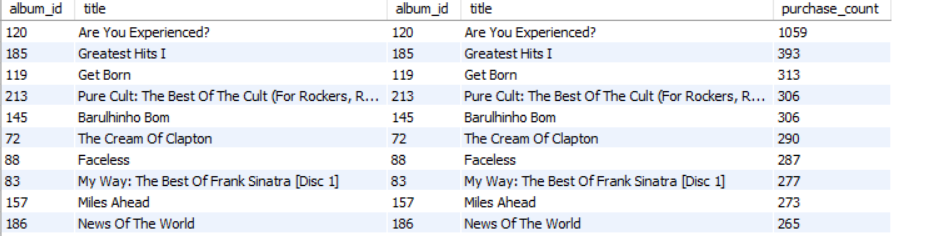 album_id title album_id title purchase_count
120 Are You Experienced? 120 Are You Experienced? 1059
185 Greatest Hits I 185 Greatest Hits I 393
119 Get Born 119 Get Born 313
213 Pure Cult: The Best Of The Cult (For Rockers, R... 213 Pure Cult: The Best Of The Cult (For Rockers, R... 306
145 Barulhinho Bom 145 Barulhinho Bom 306
72 The Cream Of Clapton 72 The Cream Of Clapton 290
88 Faceless 88 Faceless 287
83 My Way: The Best Of Frank Sinatra [Disc 1] 83 My Way: The Best Of Frank Sinatra [Disc 1] 277
157 Miles Ahead 157 Miles Ahead 273
186 News Of The World 186 News Of The World 265